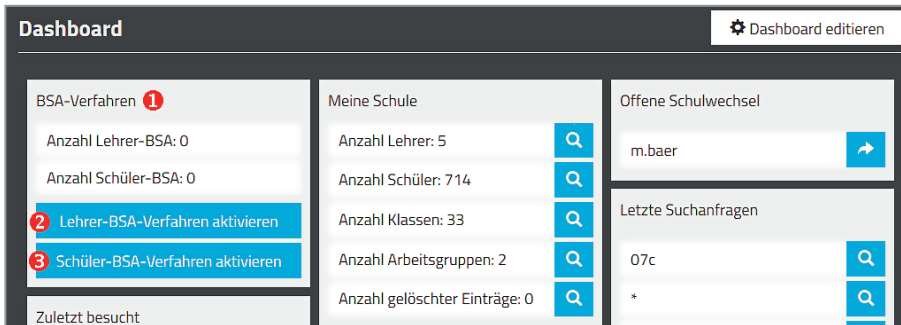 Dashboard
Dashboard editieren
BSA-Verfahren 1
Anzahl Lehrer-BSA: 0
Anzahl Schüler-BSA: 0
2 Lehrer-BSA-Verfahren aktivieren
3 Schüler-BSA-Verfahren aktivieren
Zuletzt besucht
Meine Schule
Anzahl Lehrer: 5
Anzahl Schüler: 714
Anzahl Klassen: 33
Anzahl Arbeitsgruppen: 2
Anzahl gelöschter Einträge: 0
Offene Schulwechsel
m.baer
Letzte Suchanfragen
07c
*